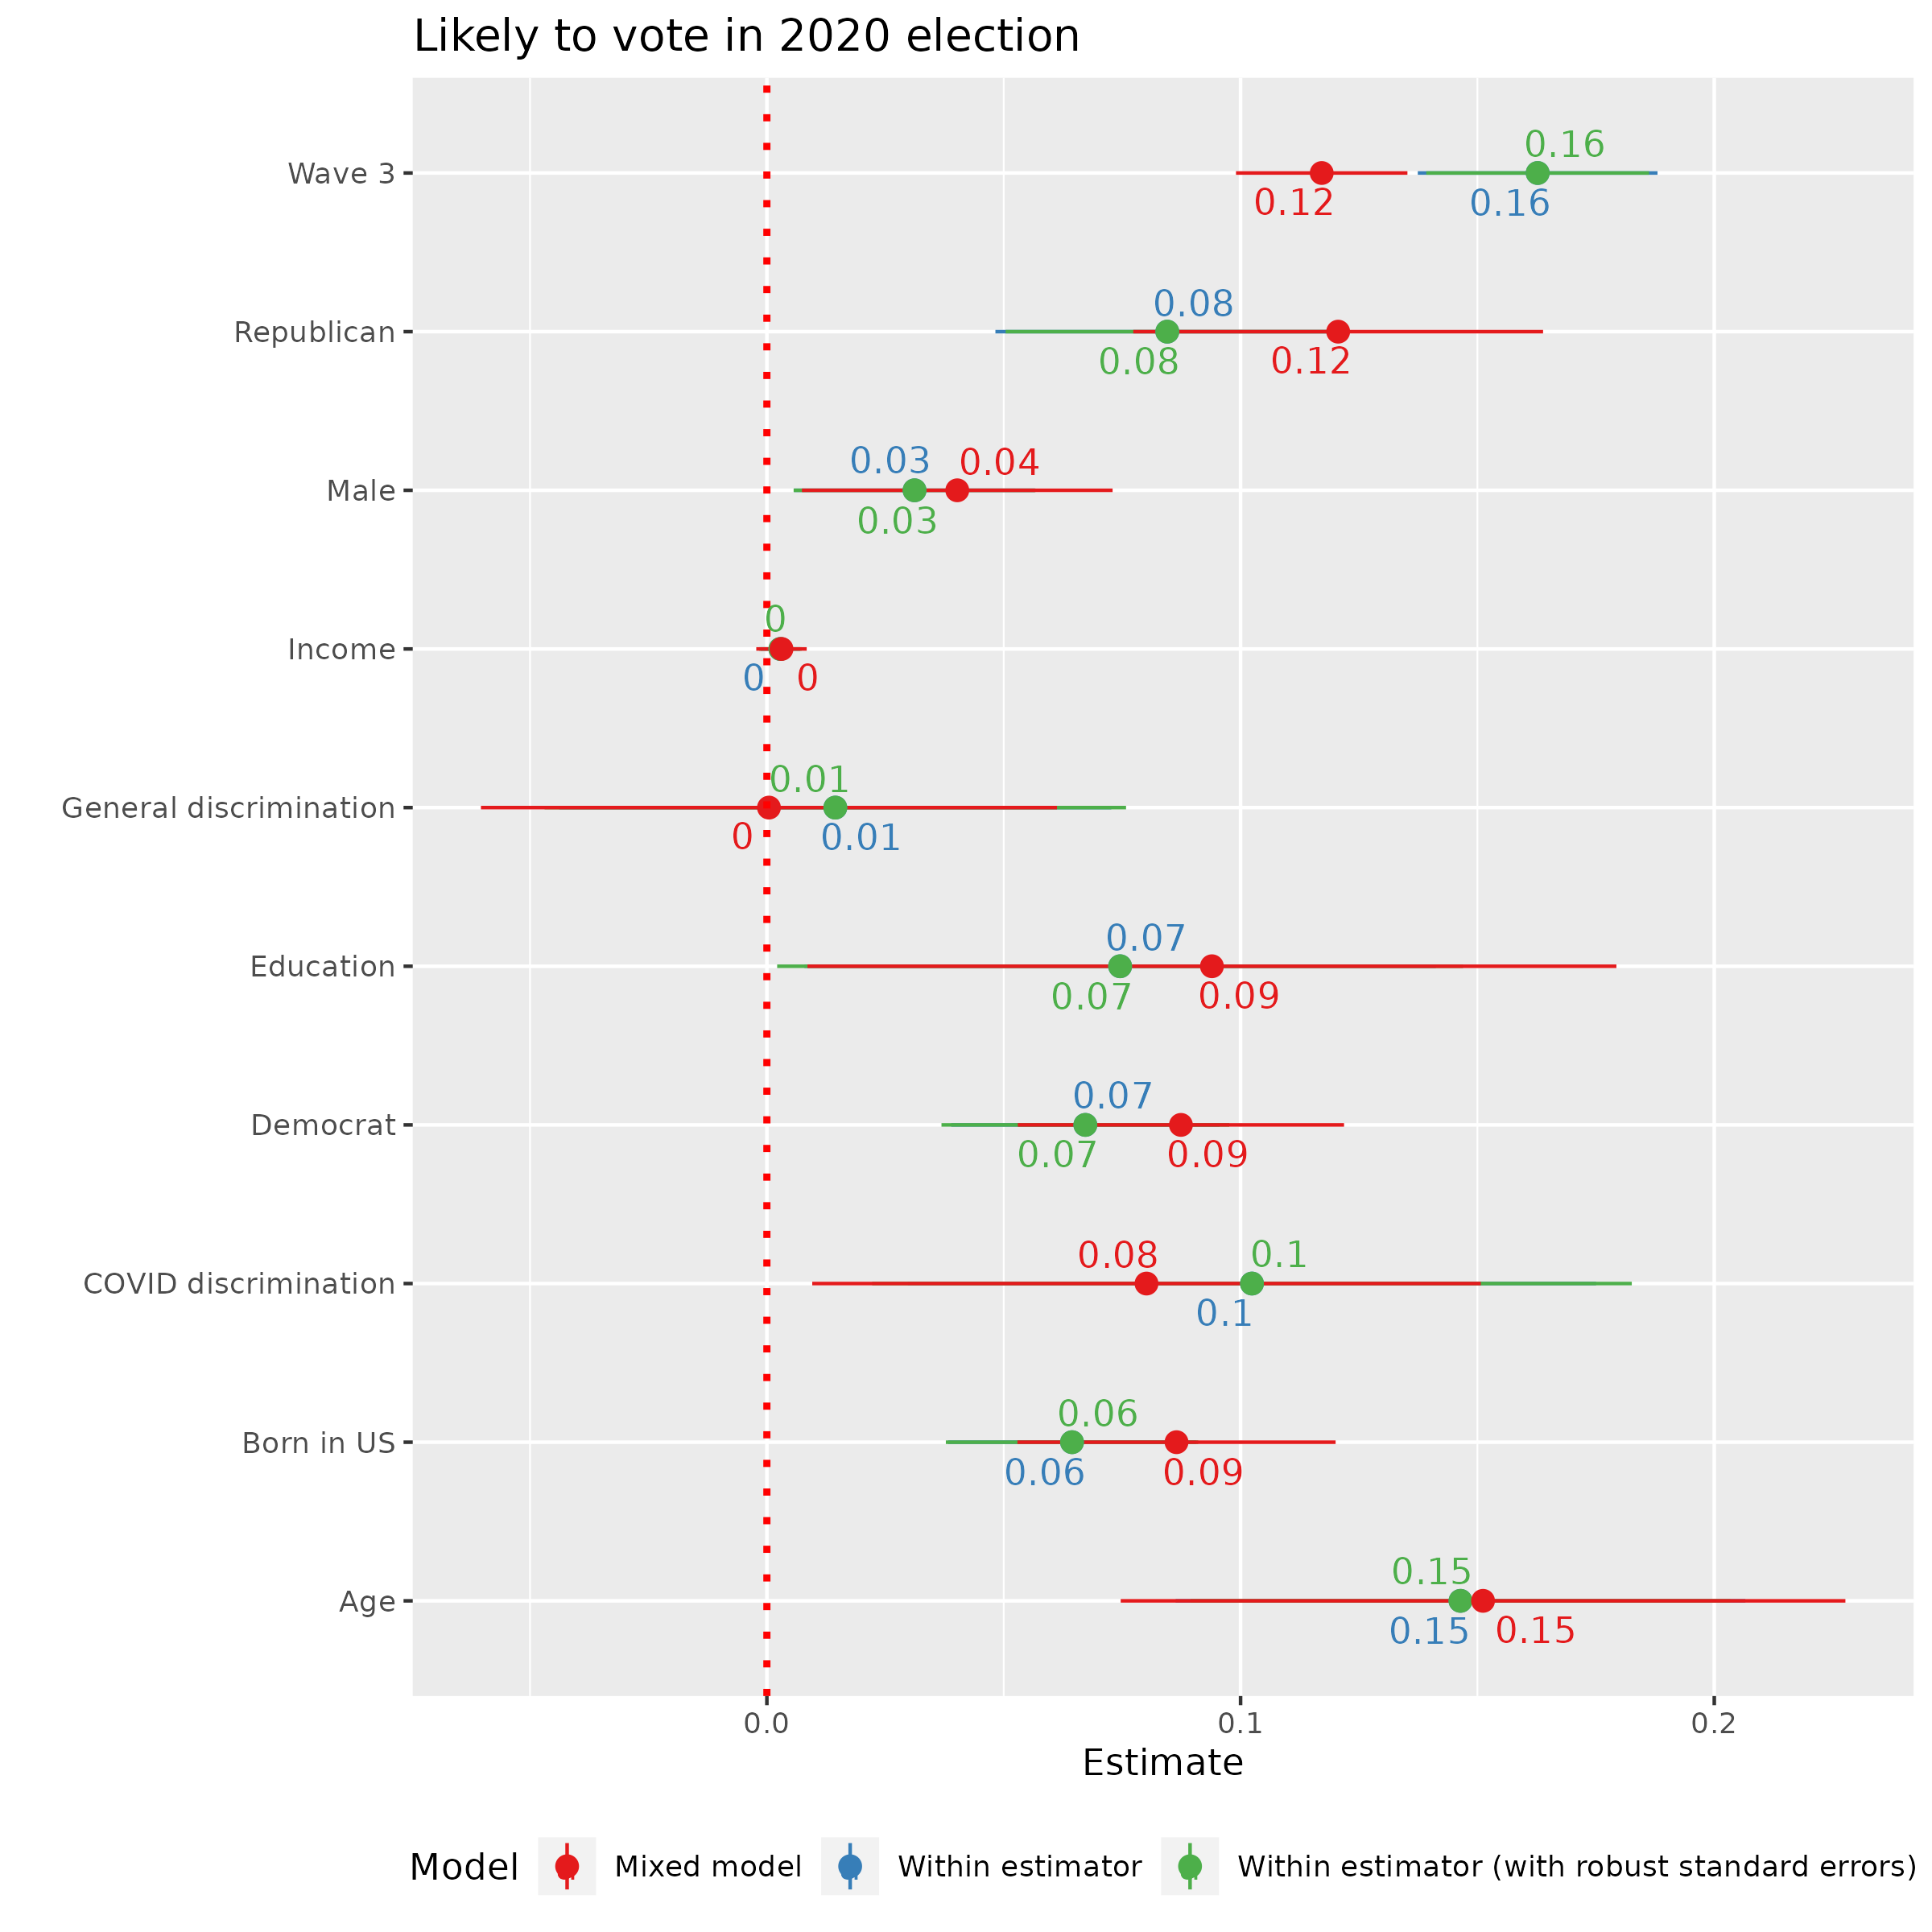 Likely to vote in 2020 election
0.16
Wave 3
0.12 0.16
0.08
Republican
0.08 0.12
0.03 0.04
Male
0.03
0
Income
0 0
0.01
General discrimination
0 0.01
0.07
Education
0.07 0.09
0.07
Democrat
0.07 0.09
0.08 0.1
COVID discrimination
0.1
0.06
Born in US
0.06 0.09
0.15
Age
0.15 0.15
0.0 0.1 0.2
Estimate
Model Mixed model Within estimator Within estimator (with robust standard errors)